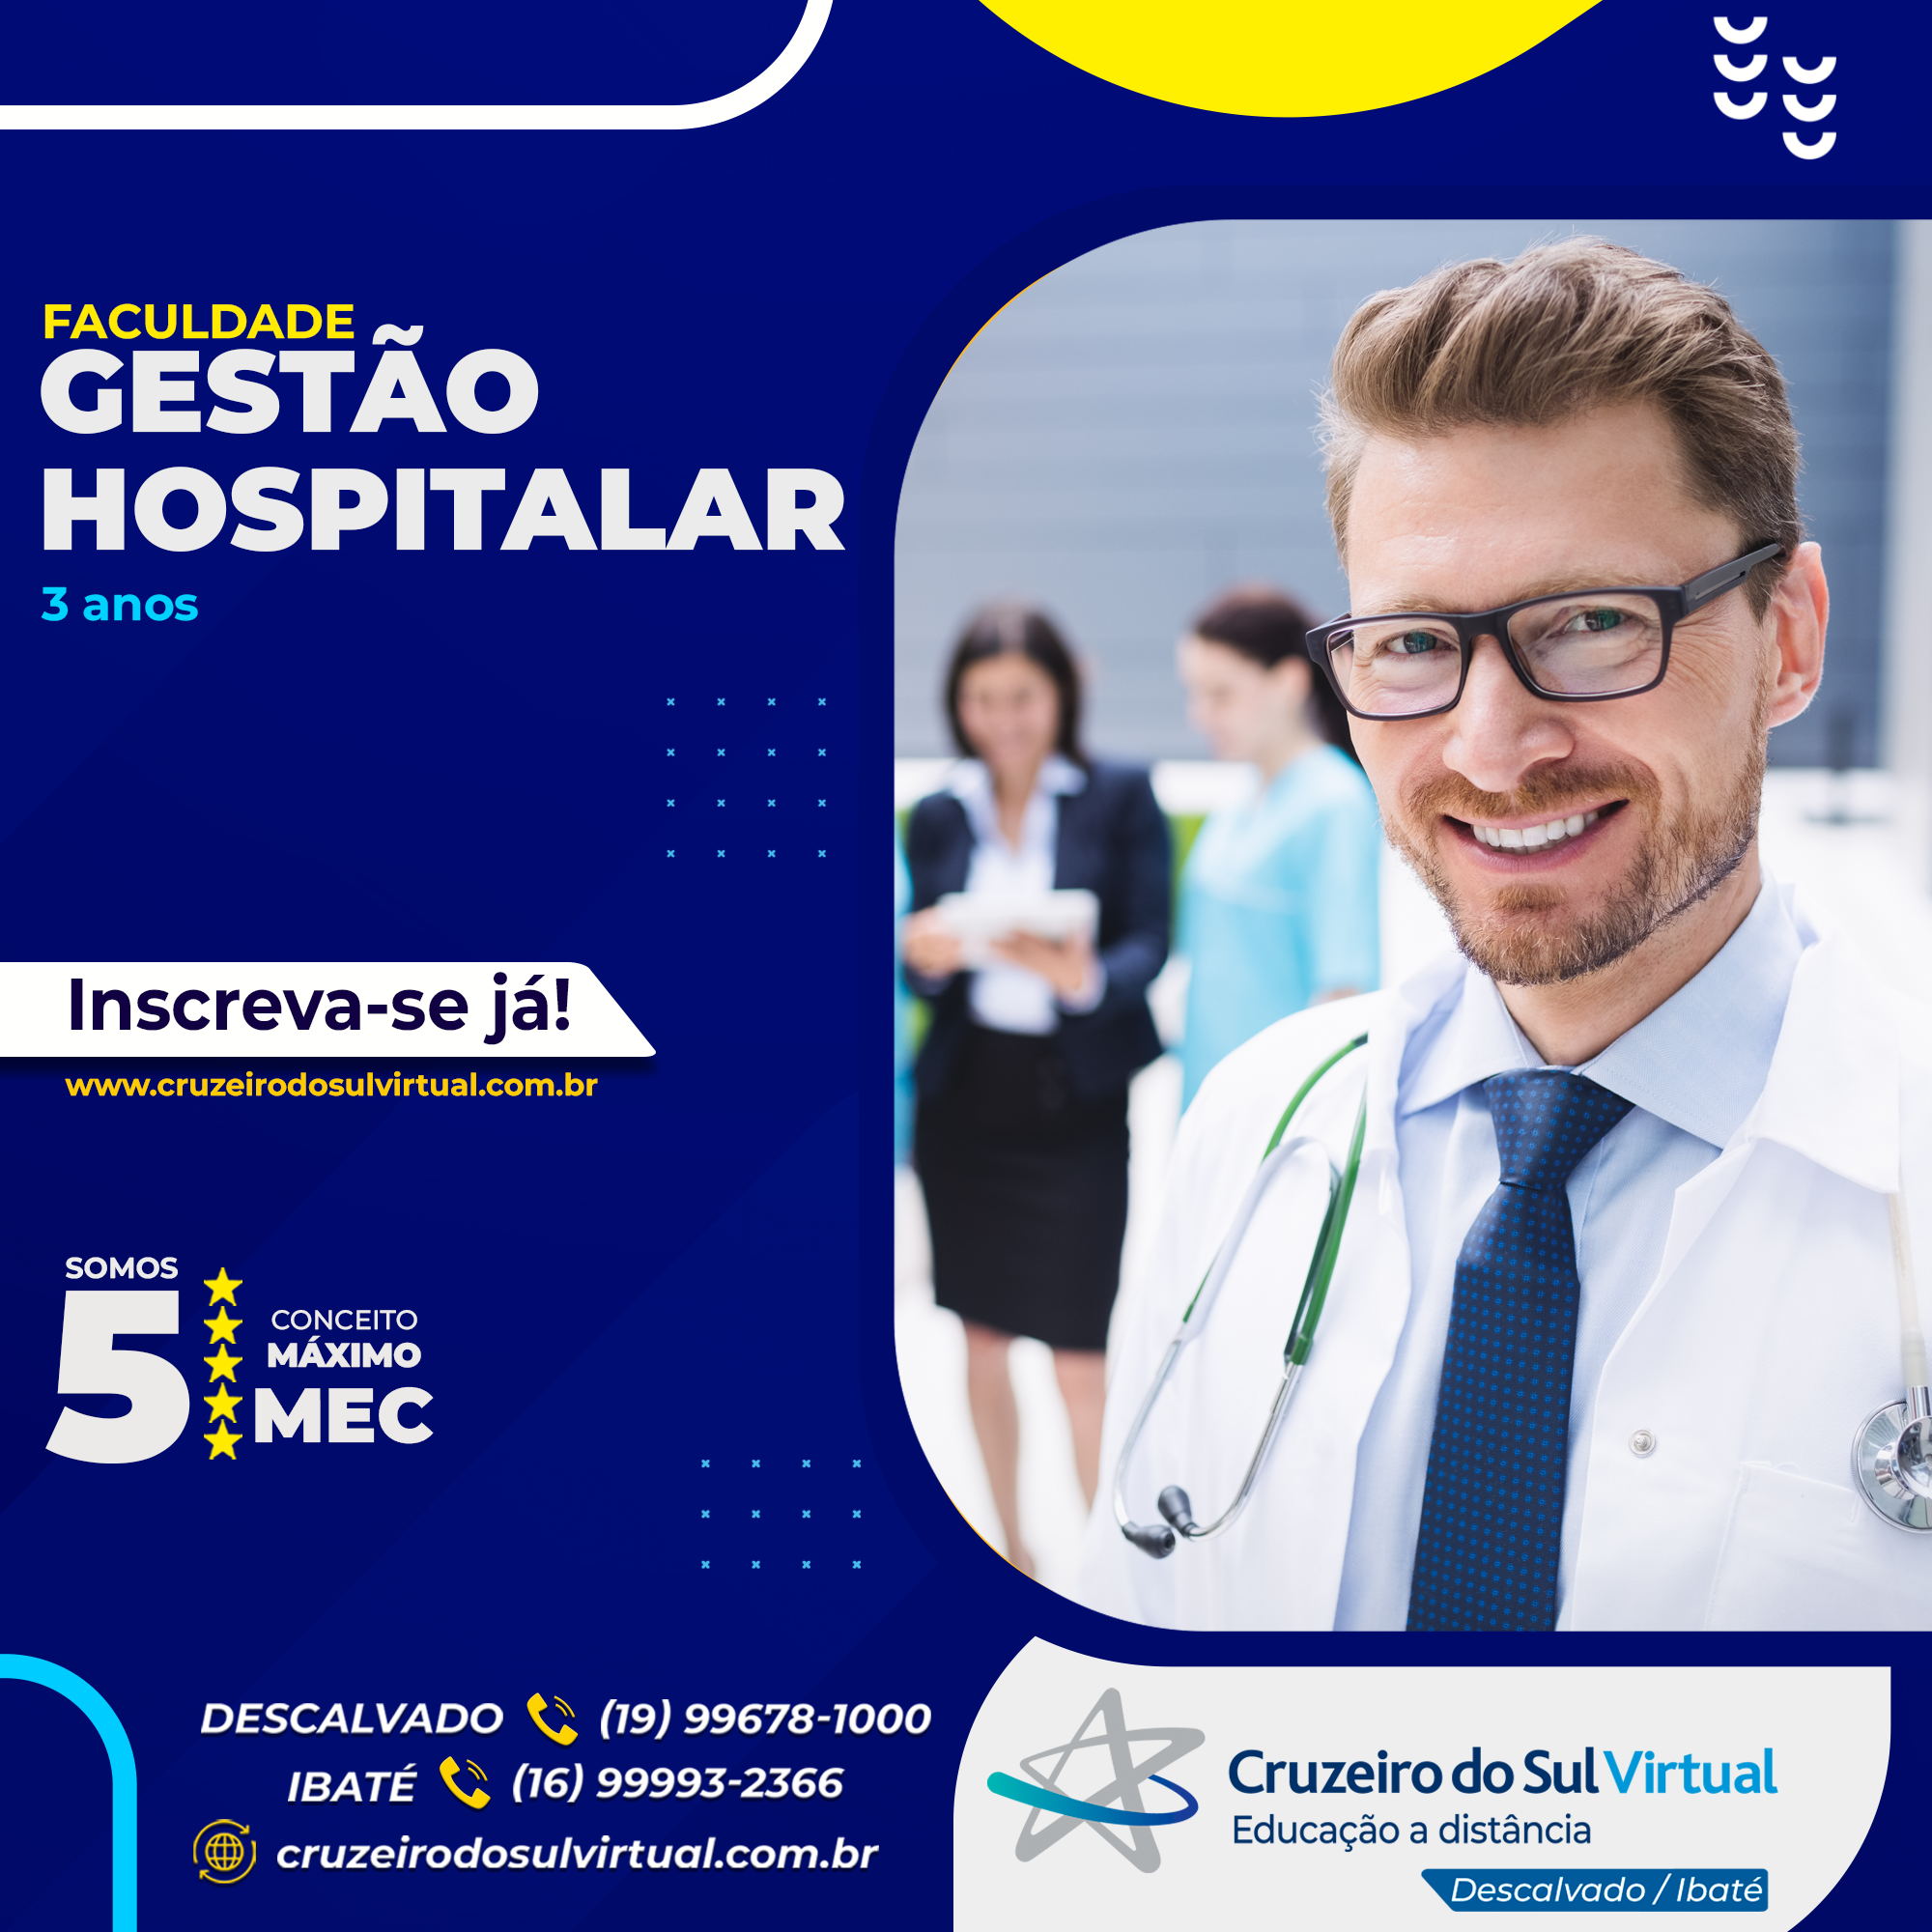 FACULDADE
GESTÃO
HOSPITALAR
3 anos
Inscreva-se já!
www.cruzeirodosulvirtual.com.br
SOMOS
5
CONCEITO
MÁXIMO
MEC
DESCALVADO (19) 99678-1000
IBATÉ (16) 99993-2366
cruzeirodosulvirtual.com.br
Cruzeiro do Sul Virtual
Educação a distância
Descalvado / Ibaté